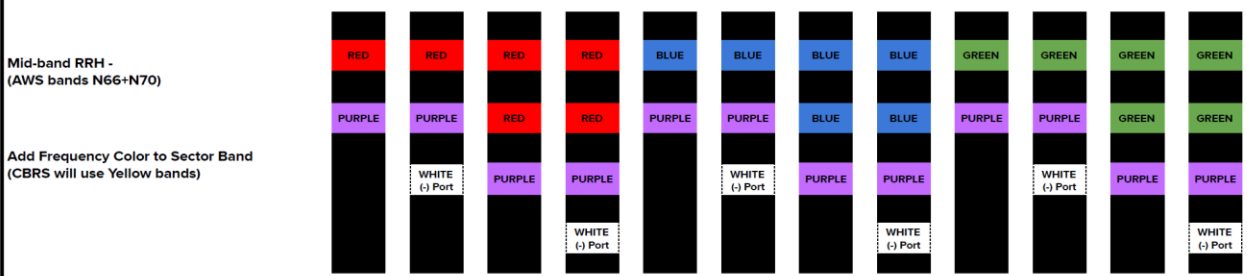 Mid-band RRH -
(AWS bands N66+N70)
RED RED RED RED BLUE BLUE BLUE BLUE GREEN GREEN GREEN GREEN
PURPLE PURPLE RED RED PURPLE PURPLE BLUE BLUE PURPLE PURPLE GREEN GREEN
Add Frequency Color to Sector Band
(CBRS will use Yellow bands)
WHITE (-) Port PURPLE PURPLE WHITE (-) Port PURPLE PURPLE WHITE (-) Port PURPLE PURPLE
WHITE (-) Port WHITE (-) Port WHITE (-) Port